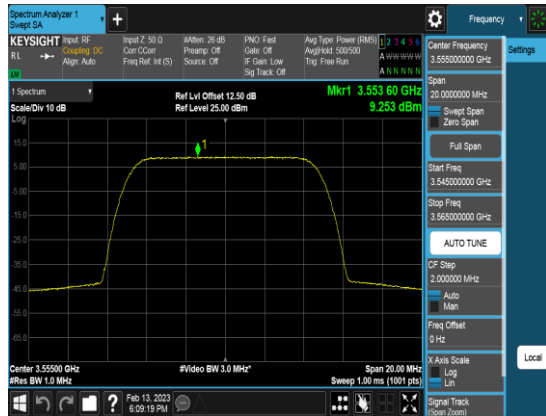 Spectrum Analyzer 1
Swept SA
+
Frequency
KEYSIGHT
RL
Input: RF
Coupling: DC
Align: Auto
Input Z: 50 Ω
Corr CCorr
Freq Ref: Int (S)
#Atten: 26 dB
Preamp: Off
Source: Off
PNO: Fast
Gate: Off
IF Gain: Low
Sig Track: Off
Avg Type: Power (RMS)
Avg|Hold: 500/500
Trig: Free Run
1 2 3 4 5 6
A W W W W W
A N N N N N
1 Spectrum
Scale/Div 10 dB
Ref Lvl Offset 12.50 dB
Ref Level 25.00 dBm
Mkr1 3.553 60 GHz
9.253 dBm
Log
15.0
5.00
-5.00
-15.0
-25.0
-35.0
-45.0
-55.0
-65.0
1
Center 3.55500 GHz
#Res BW 1.0 MHz
#Video BW 3.0 MHz*
Span 20.00 MHz
Sweep 1.00 ms (1001 pts)
?
Feb 13, 2023
6:09:19 PM
Center Frequency
3.555000000 GHz
Settings
Span
20.0000000 MHz
Swept Span
Zero Span
Full Span
Start Freq
3.545000000 GHz
Stop Freq
3.565000000 GHz
AUTO TUNE
CF Step
2.000000 MHz
Auto
Man
Freq Offset
0 Hz
X Axis Scale
Log
Lin
Local
Signal Track
(Span Zoom)